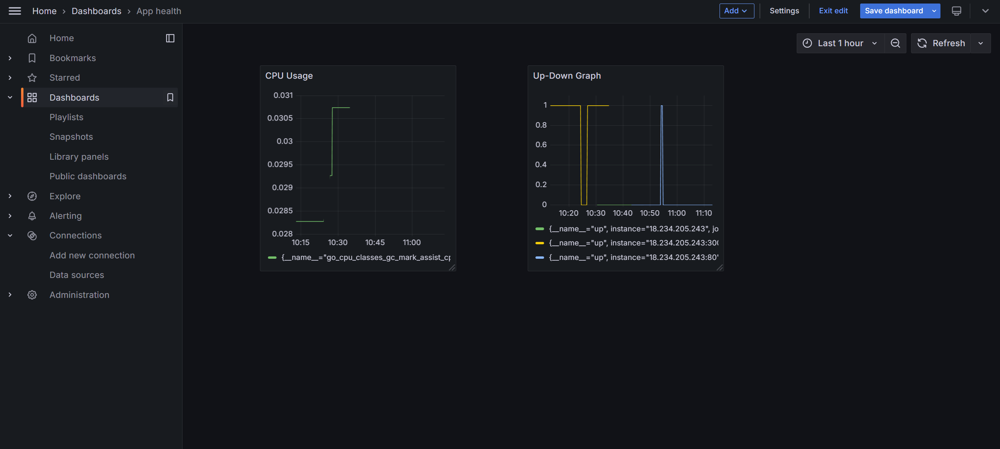 Home › Dashboards › App health
Add
Settings
Exit edit
Save dashboard
Home
Bookmarks
Starred
Dashboards
Playlists
Snapshots
Library panels
Public dashboards
Explore
Alerting
Connections
Add new connection
Data sources
Administration
Last 1 hour
Refresh
CPU Usage
0.031
0.0305
0.03
0.0295
0.029
0.0285
0.028
10:15 10:30 10:45 11:00
{__name__="go_cpu_classes_gc_mark_assist_cp
Up-Down Graph
1
0.8
0.6
0.4
0.2
0
10:20 10:30 10:40 10:50 11:00 11:10
{__name__="up", instance="18.234.205.243", jo
{__name__="up", instance="18.234.205.243:300
{__name__="up", instance="18.234.205.243:80"